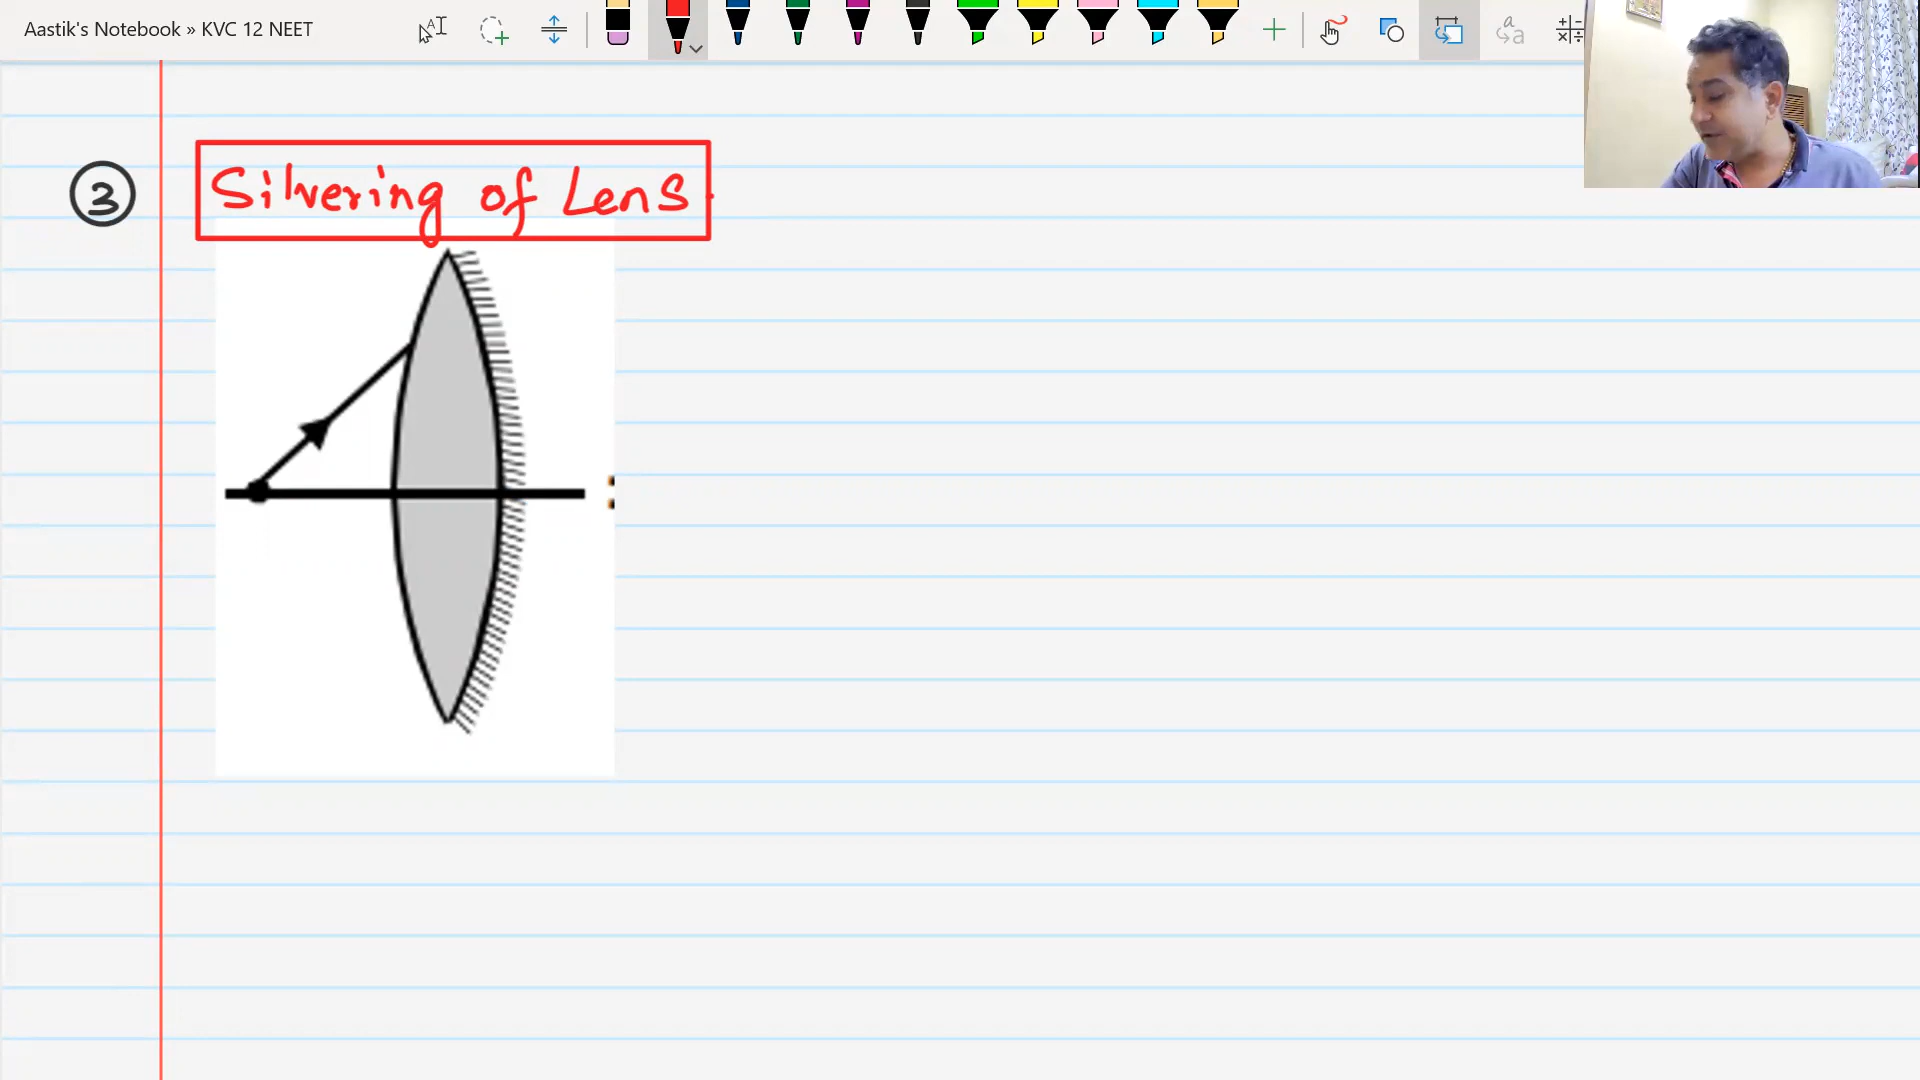 Aastik's Notebook » KVC 12 NEET
③ Silvering of Lens